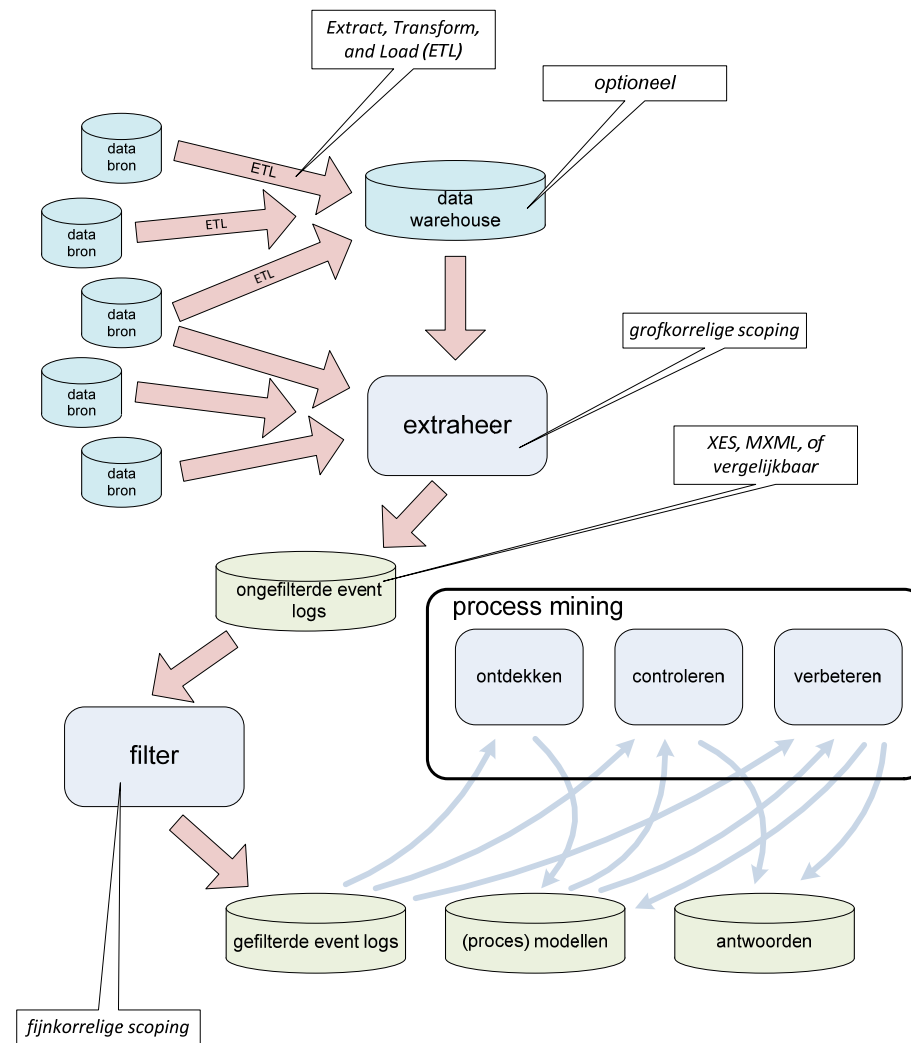 Extract, Transform,
and Load (ETL)
optioneel
data
bron
ETL
data
warehouse
data
bron
ETL
ETL
data
bron
grofkorrelige scoping
data
bron
extraheer
XES, MXML, of
vergelijkbaar
data
bron
ongefilterde event
logs
process mining
ontdekken
controleren
verbeteren
filter
gefilterde event logs
(proces) modellen
antwoorden
fijnkorrelige scoping